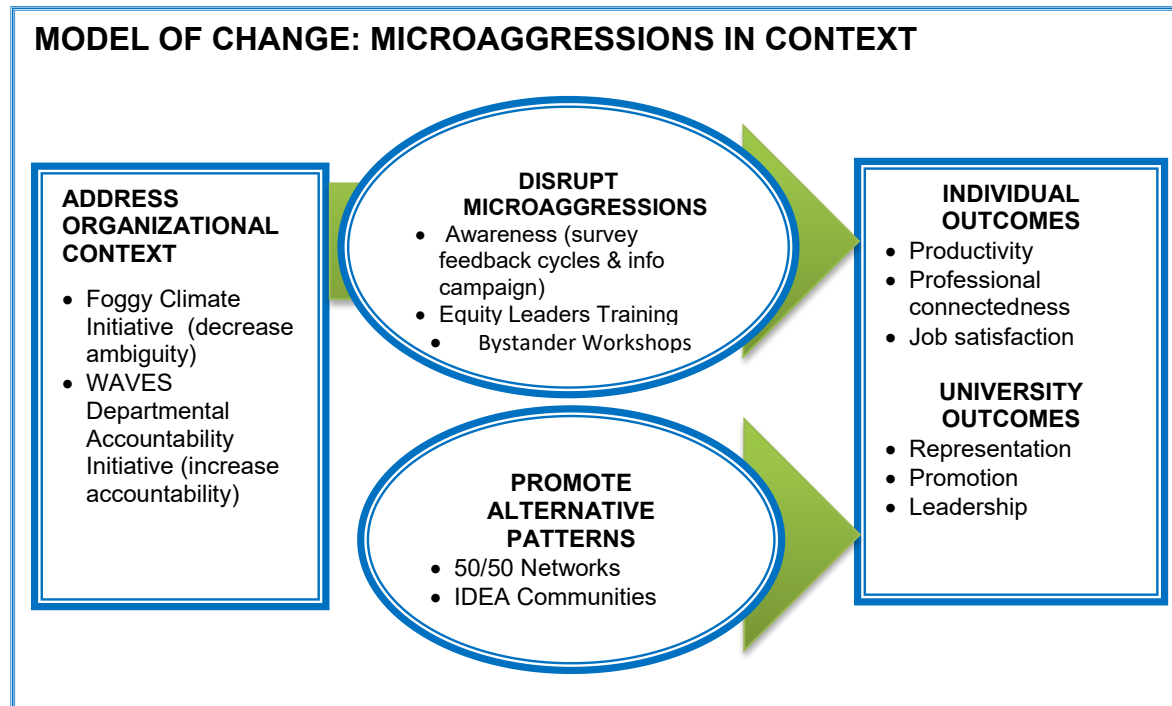 MODEL OF CHANGE: MICROAGGRESSIONS IN CONTEXT
ADDRESS
ORGANIZATIONAL
CONTEXT
• Foggy Climate
Initiative (decrease
ambiguity)
• WAVES
Departmental
Accountability
Initiative (increase
accountability)
DISRUPT
MICROAGGRESSIONS
• Awareness (survey
feedback cycles & info
campaign)
• Equity Leaders Training
• Bystander Workshops
PROMOTE
ALTERNATIVE
PATTERNS
• 50/50 Networks
• IDEA Communities
INDIVIDUAL
OUTCOMES
• Productivity
• Professional
connectedness
• Job satisfaction
UNIVERSITY
OUTCOMES
• Representation
• Promotion
• Leadership